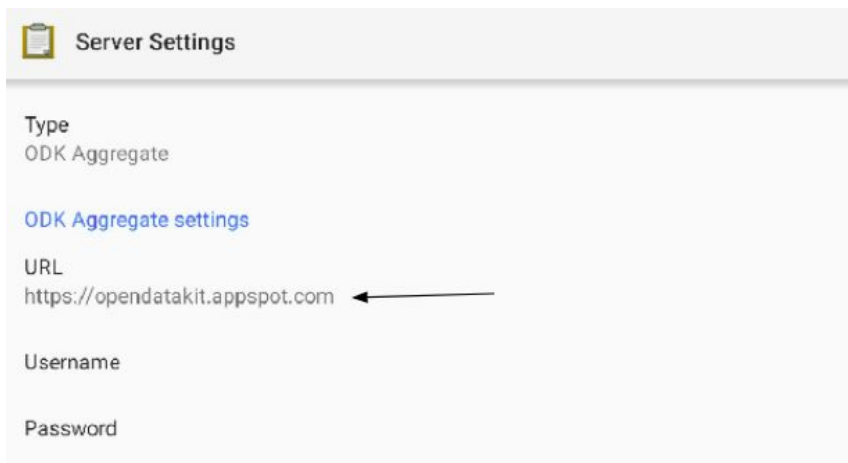 Server Settings
Type
ODK Aggregate
ODK Aggregate settings
URL
https://opendatakit.appspot.com
Username
Password